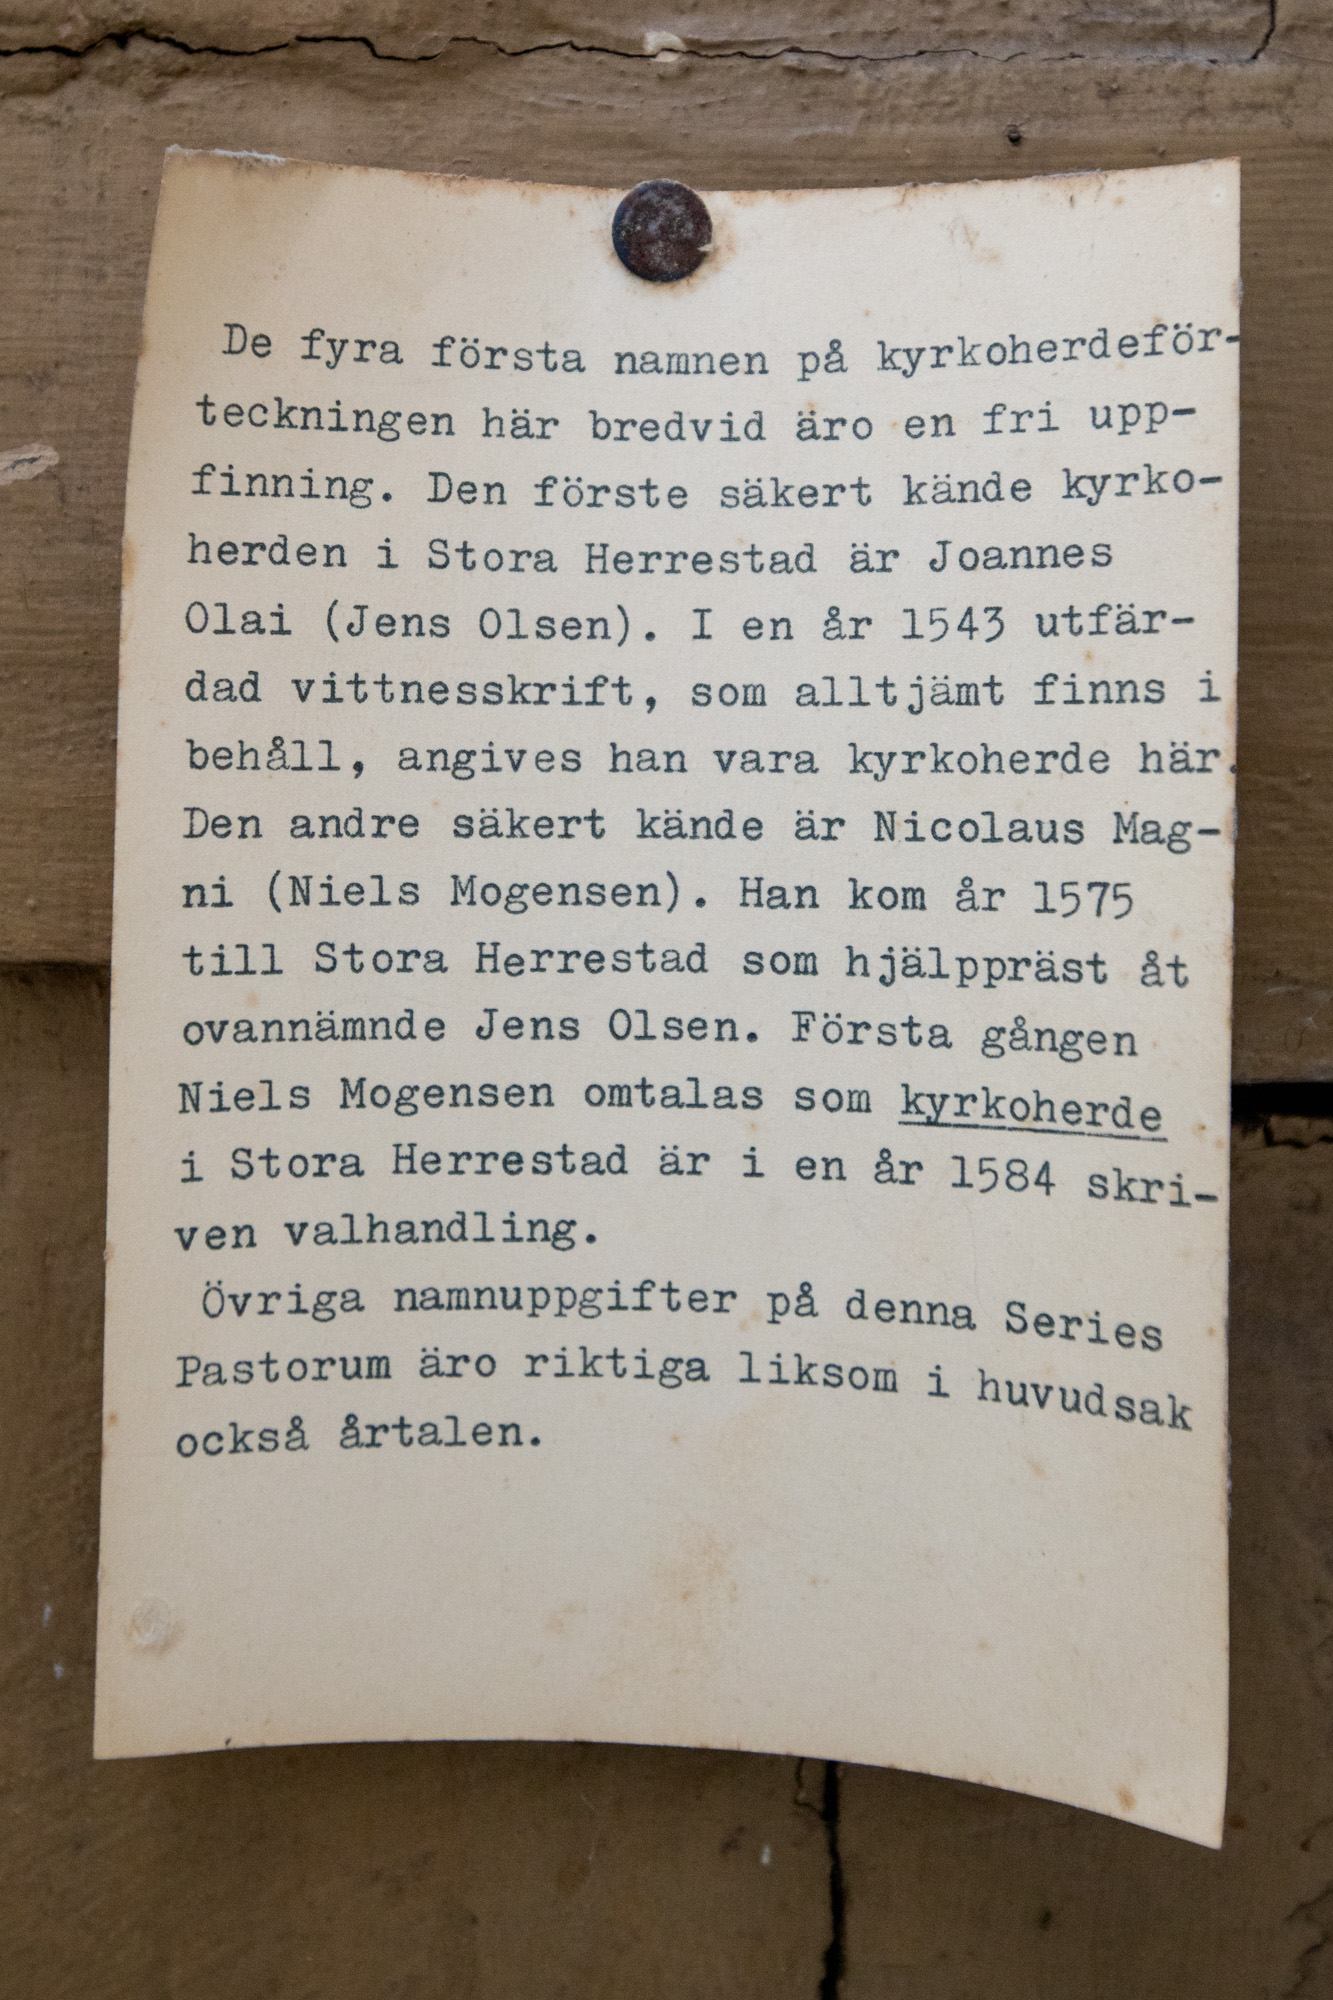 De fyra första namnen på kyrkoherdeför-
teckningen här bredvid äro en fri upp-
finning. Den förste säkert kände kyrko-
herden i Stora Herrestad är Joannes
Olai (Jens Olsen). I en år 1543 utfär-
dad vittnesskrift, som alltjämt finns i
behåll, angives han vara kyrkoherde här.
Den andre säkert kände är Nicolaus Mag-
ni (Niels Mogensen). Han kom år 1575
till Stora Herrestad som hjälppräst åt
ovannämnde Jens Olsen. Första gången
Niels Mogensen omtalas som kyrkoherde
i Stora Herrestad är i en år 1584 skri-
ven valhandling.
Övriga namnuppgifter på denna Series
Pastorum äro riktiga liksom i huvudsak
också årtalen.